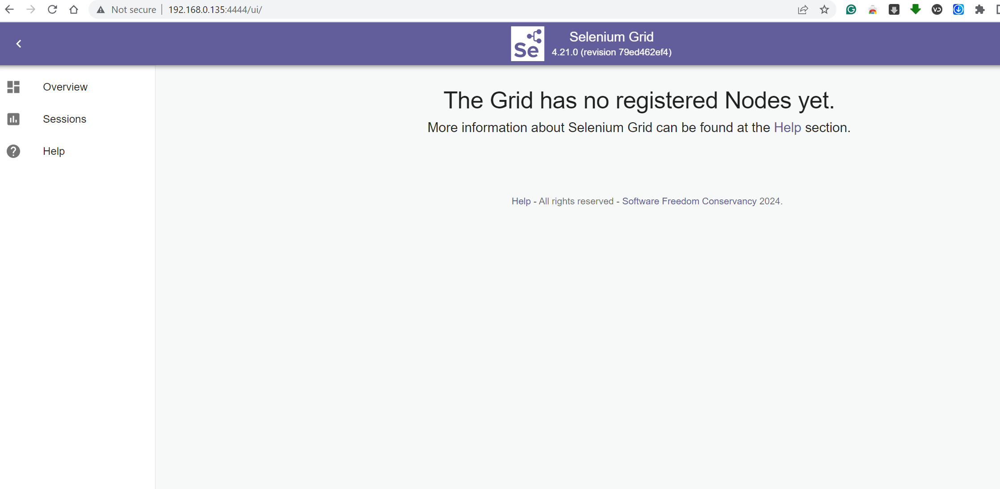 Not secure | 192.168.0.135:4444/ui/
Se
Selenium Grid
4.21.0 (revision 79ed462ef4)
Overview
Sessions
Help
The Grid has no registered Nodes yet.
More information about Selenium Grid can be found at the Help section.
Help - All rights reserved - Software Freedom Conservancy 2024.